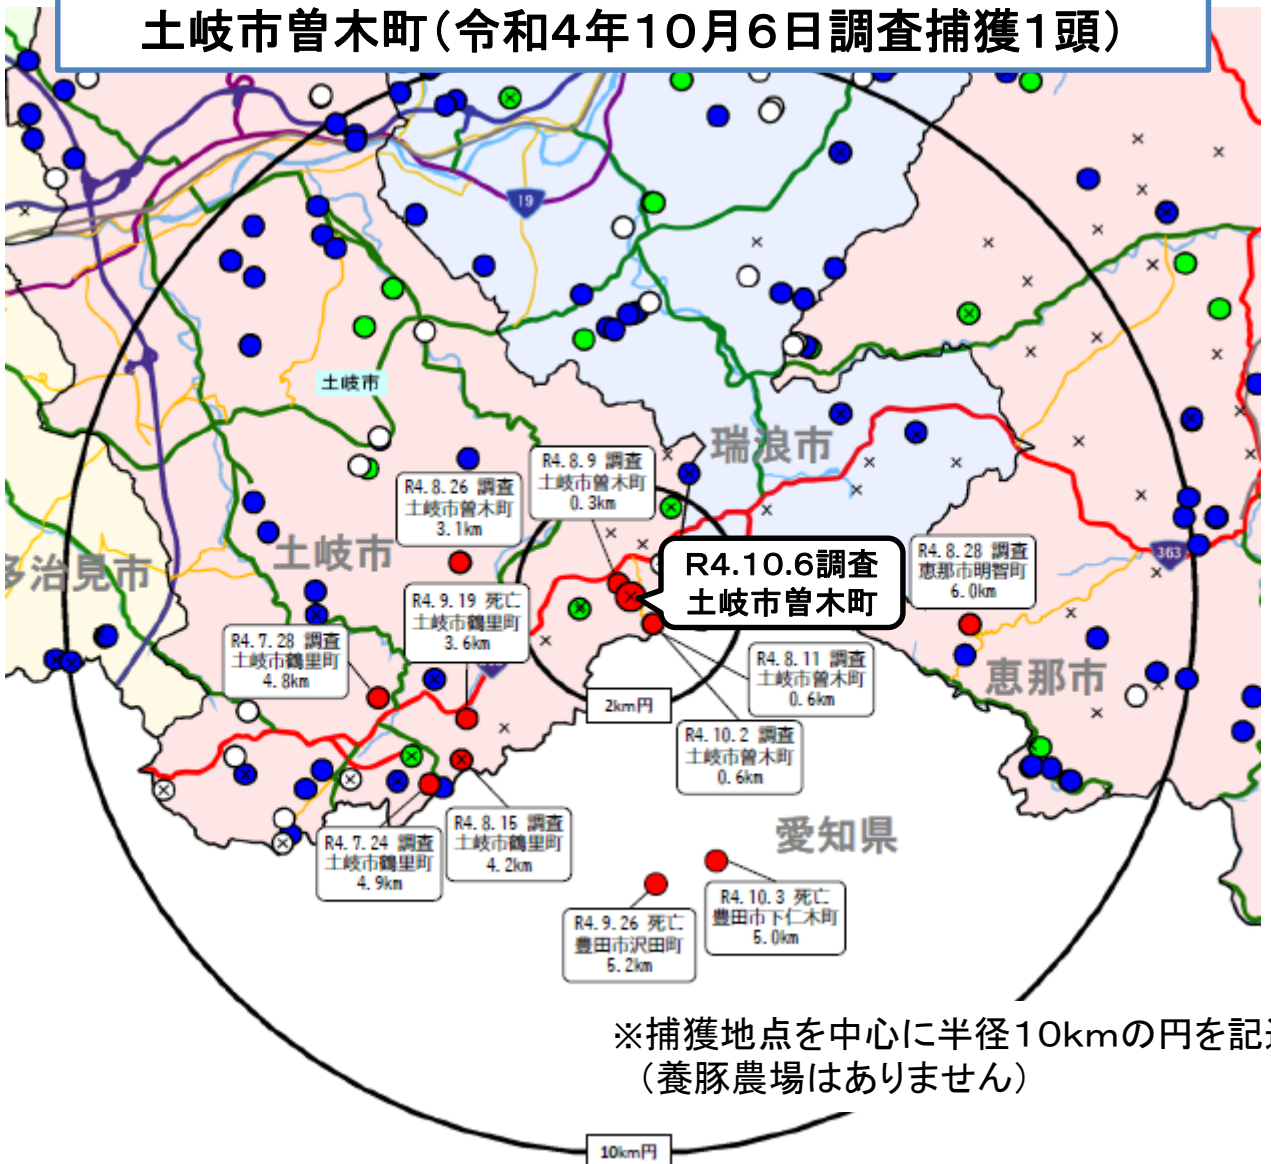 土岐市曽木町（令和4年10月6日調査捕獲1頭）
19
土岐市
瑞浪市
R4.8.9 調査
土岐市曽木町
0.3km
R4.8.26 調査
土岐市曽木町
3.1km
土岐市
多治見市
R4.10.6調査
土岐市曽木町
R4.8.28 調査
恵那市明智町
6.0km
363
R4.9.19 死亡
土岐市鶴里町
3.6km
R4.7.28 調査
土岐市鶴里町
4.8km
R4.8.11 調査
土岐市曽木町
0.6km
恵那市
2km円
R4.10.2 調査
土岐市曽木町
0.6km
R4.8.15 調査
土岐市鶴里町
4.2km
R4.7.24 調査
土岐市鶴里町
4.9km
愛知県
R4.10.3 死亡
豊田市下仁木町
5.0km
R4.9.26 死亡
豊田市沢田町
5.2km
※捕獲地点を中心に半径10kmの円を記
（養豚農場はありません）
10km円